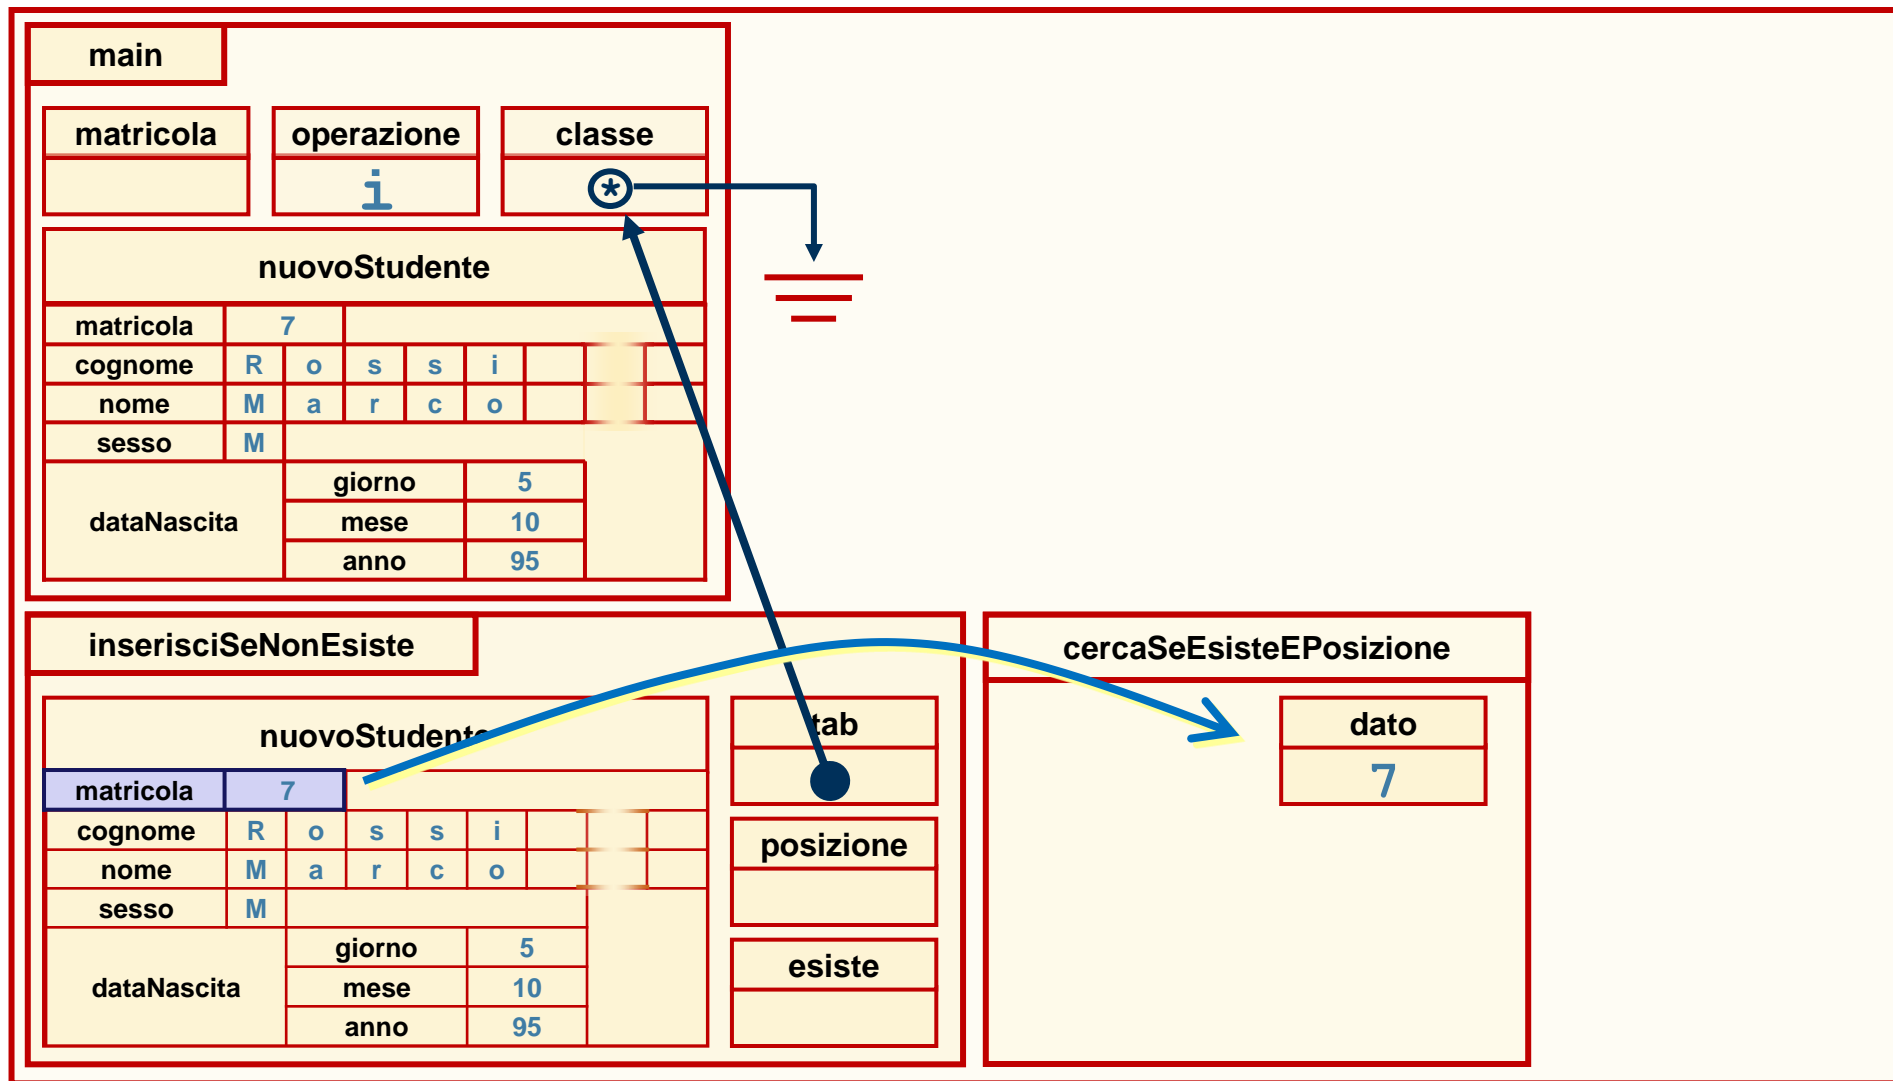 main
matricola operazione classe
i *
nuovoStudente
matricola 7
cognome R o s s i
nome M a r c o
sesso M
dataNascita
giorno 5
mese 10
anno 95
inserisciSeNonEsiste
nuovoStudente
matricola 7
cognome R o s s i
nome M a r c o
sesso M
dataNascita
giorno 5
mese 10
anno 95
tab
posizione
esiste
cercaSeEsisteEPosizione
dato
7